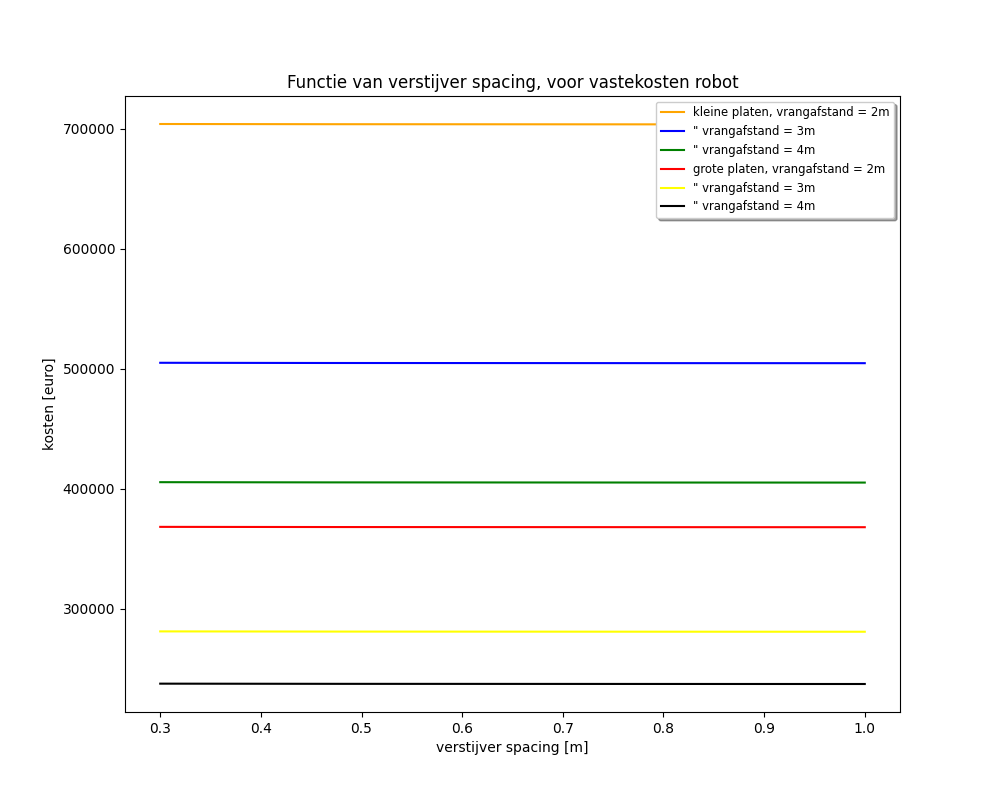 Functie van verstijver spacing, voor vastekosten robot
kleine platen, vrangafstand = 2m
" vrangafstand = 3m
" vrangafstand = 4m
grote platen, vrangafstand = 2m
" vrangafstand = 3m
" vrangafstand = 4m
700000
600000
500000
400000
300000
kosten [euro]
0.3 0.4 0.5 0.6 0.7 0.8 0.9 1.0
verstijver spacing [m]